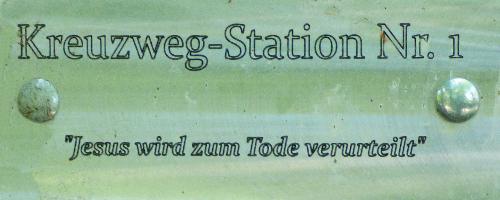 Kreuzweg-Station Nr. 1
"Jesus wird zum Tode verurteilt"